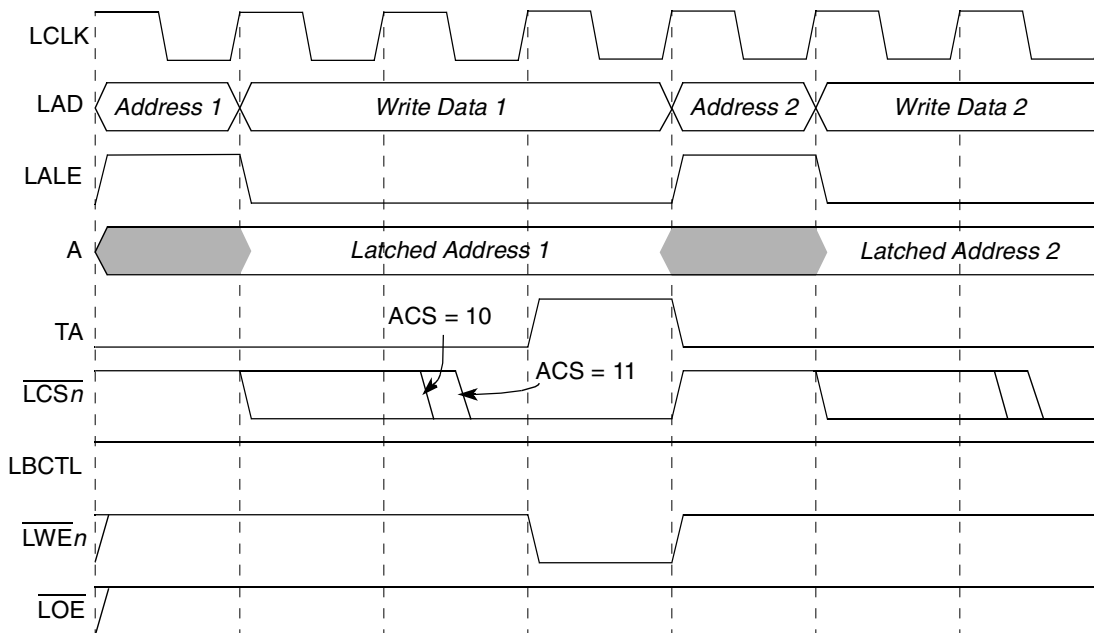 LCLK
LAD Address 1 Write Data 1 Address 2 Write Data 2
LALE
A Latched Address 1 Latched Address 2
TA ACS = 10
LCSn ACS = 11
LBCTL
LWEn
LOE